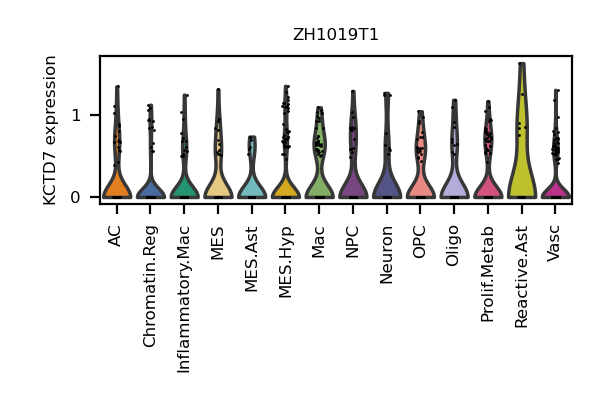 ZH1019T1
KCTD7 expression
1
0
AC
Chromatin.Reg
Inflammatory.Mac
MES
MES.Ast
MES.Hyp
Mac
NPC
Neuron
OPC
Oligo
Prolif.Metab
Reactive.Ast
Vasc